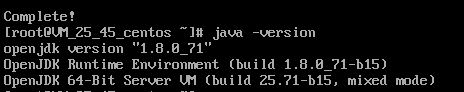 Complete!
[root@VM_25_45_centos ~]# java -version
openjdk version "1.8.0_71"
OpenJDK Runtime Environment (build 1.8.0_71-b15)
OpenJDK 64-Bit Server VM (build 25.71-b15, mixed mode)